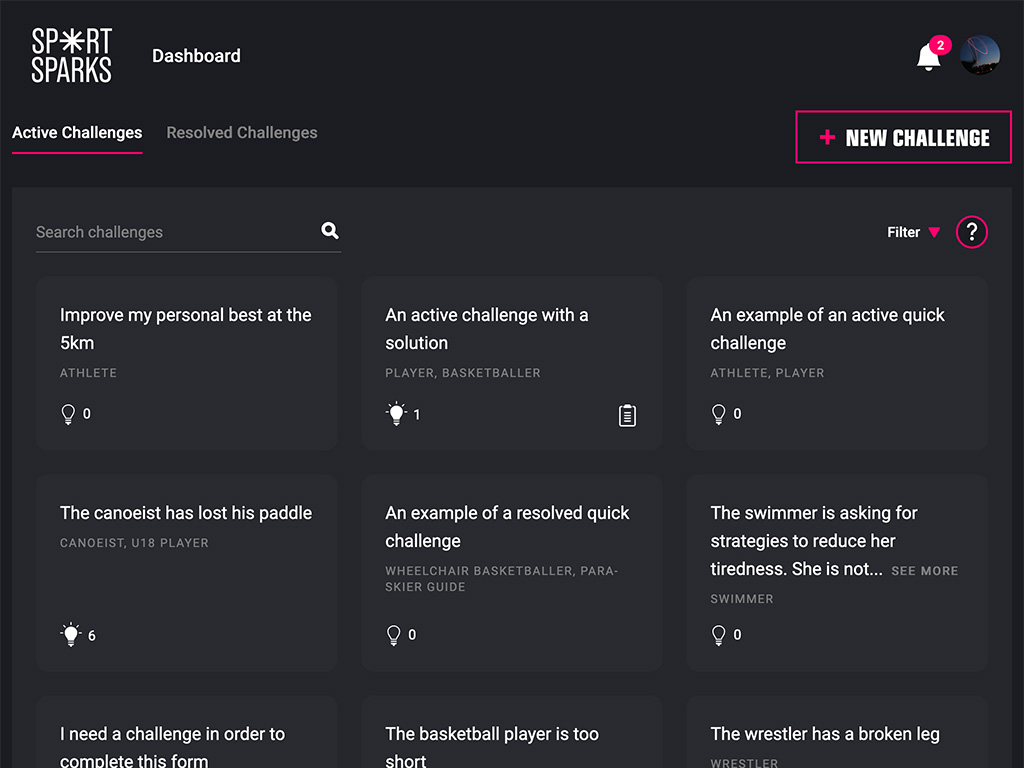 SP*RT
SPARKS
Dashboard
2
Active Challenges
Resolved Challenges
+ NEW CHALLENGE
Search challenges
Filter
?
Improve my personal best at the
5km
ATHLETE
0
An active challenge with a
solution
PLAYER, BASKETBALLER
1
An example of an active quick
challenge
ATHLETE, PLAYER
0
The canoeist has lost his paddle
CANOEIST, U18 PLAYER
6
An example of a resolved quick
challenge
WHEELCHAIR BASKETBALLER, PARA-
SKIER GUIDE
0
The swimmer is asking for
strategies to reduce her
tiredness. She is not... SEE MORE
SWIMMER
0
I need a challenge in order to
complete this form
The basketball player is too
short
The wrestler has a broken leg
WRESTLER